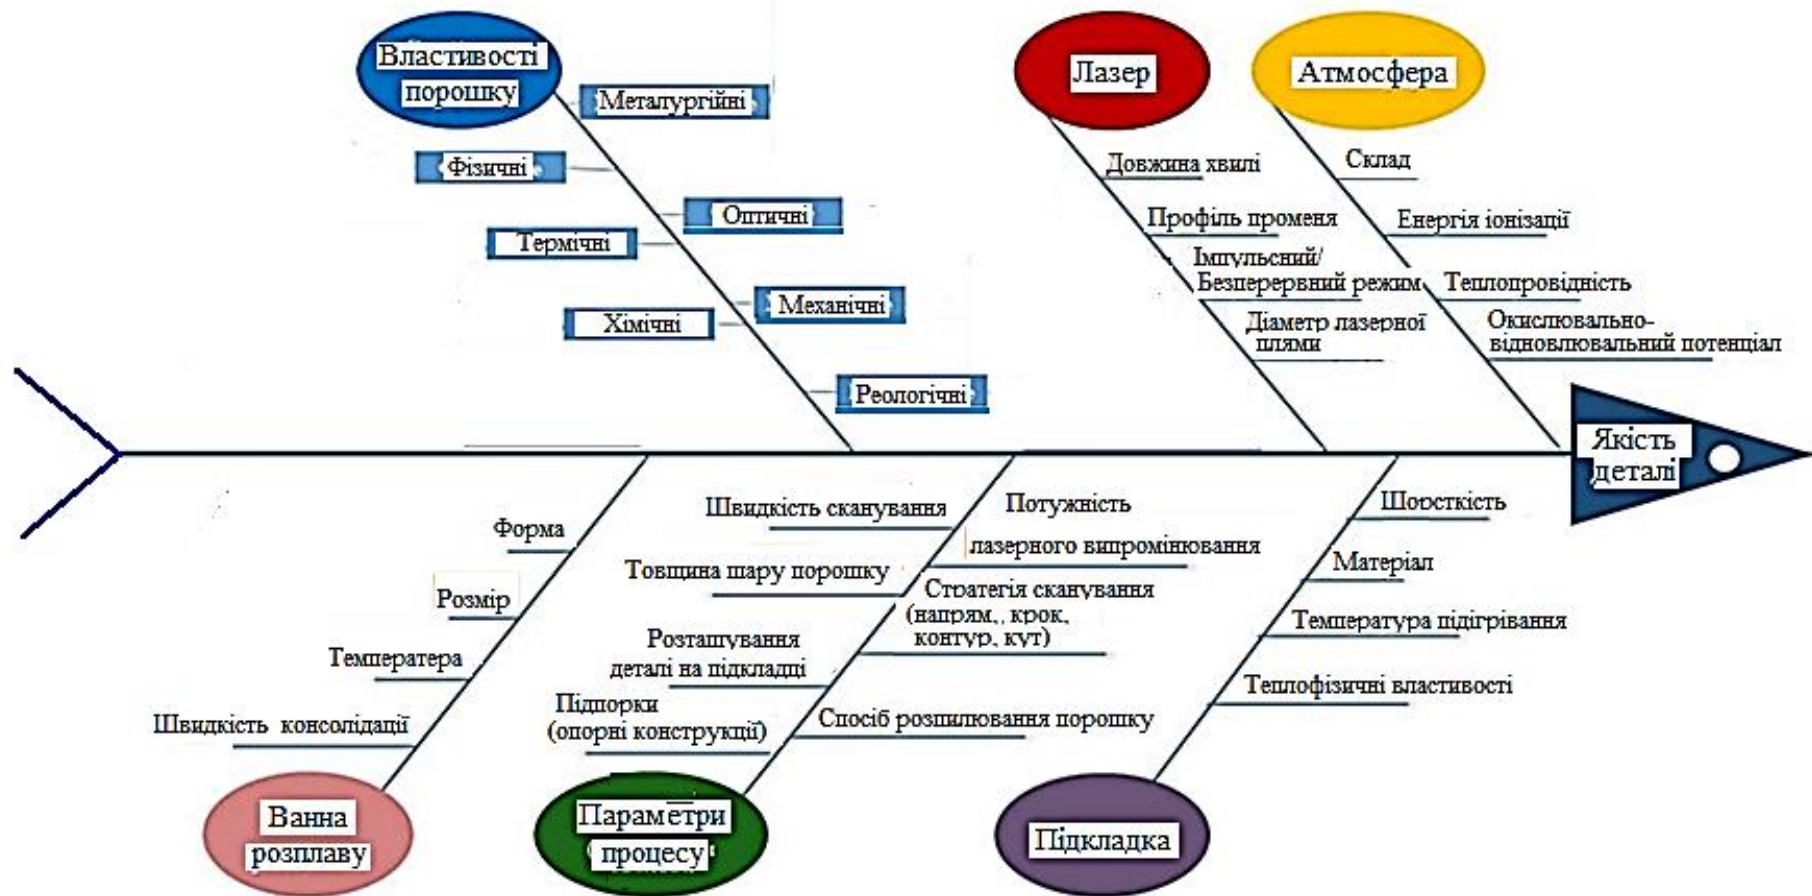 Властивості
порошку
Металургійні
Фізичні
Оптичні
Термічні
Механічні
Хімічні
Реологічні
Лазер
Довжина хвилі
Профіль променя
Імпульсний/
Безперервний режим
Діаметр лазерної
плями
Атмосфера
Склад
Енергія іонізації
Теплопровідність
Окислювально-
відновлювальний потенціал
Якість
деталі
Форма
Розмір
Температера
Швидкість консолідації
Ванна
розплаву
Швидкість сканування
Товщина шару порошку
Розташування
деталі на підкладці
Підпорки
(опорні конструкції)
Потужність
лазерного випромінювання
Стратегія сканування
(напрям,, крок,
контур, кут)
Спосіб розпилювання порошку
Параметри
процесу
Шорсткість
Матеріал
Температура підігрівання
Теплофізичні властивості
Підкладка